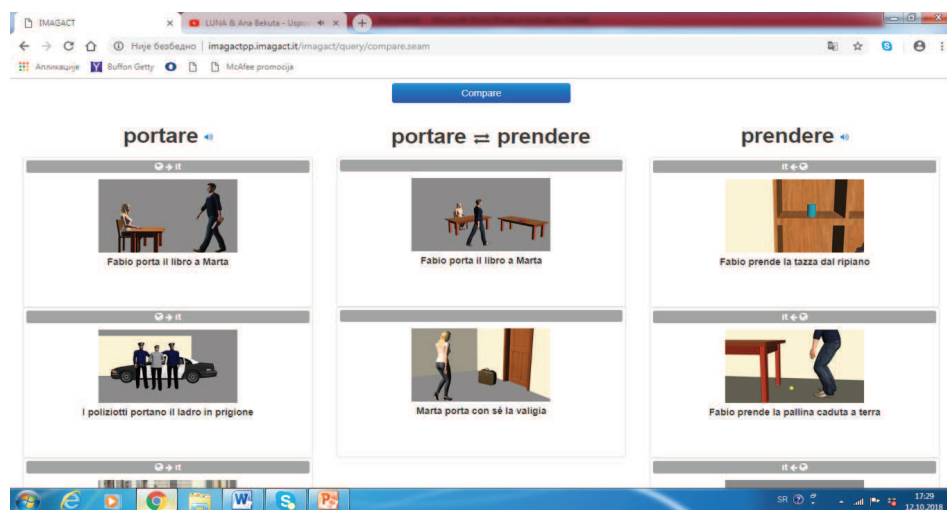 IMAGACT
LUNA & Ana Bekuta - Uspo
Није безбедно | imagactpp.imagact.it/imagact/query/compare.seam
Апликације Buffon Getty McAfee promocija
Compare
portare
portare ⇄ prendere
prendere
→ it
it ←
Fabio porta il libro a Marta
Fabio porta il libro a Marta
Fabio prende la tazza dal ripiano
→ it
it ←
I poliziotti portano il ladro in prigione
Marta porta con sé la valigia
Fabio prende la pallina caduta a terra
→ it
it ←
SR
17:29
12.10.2018